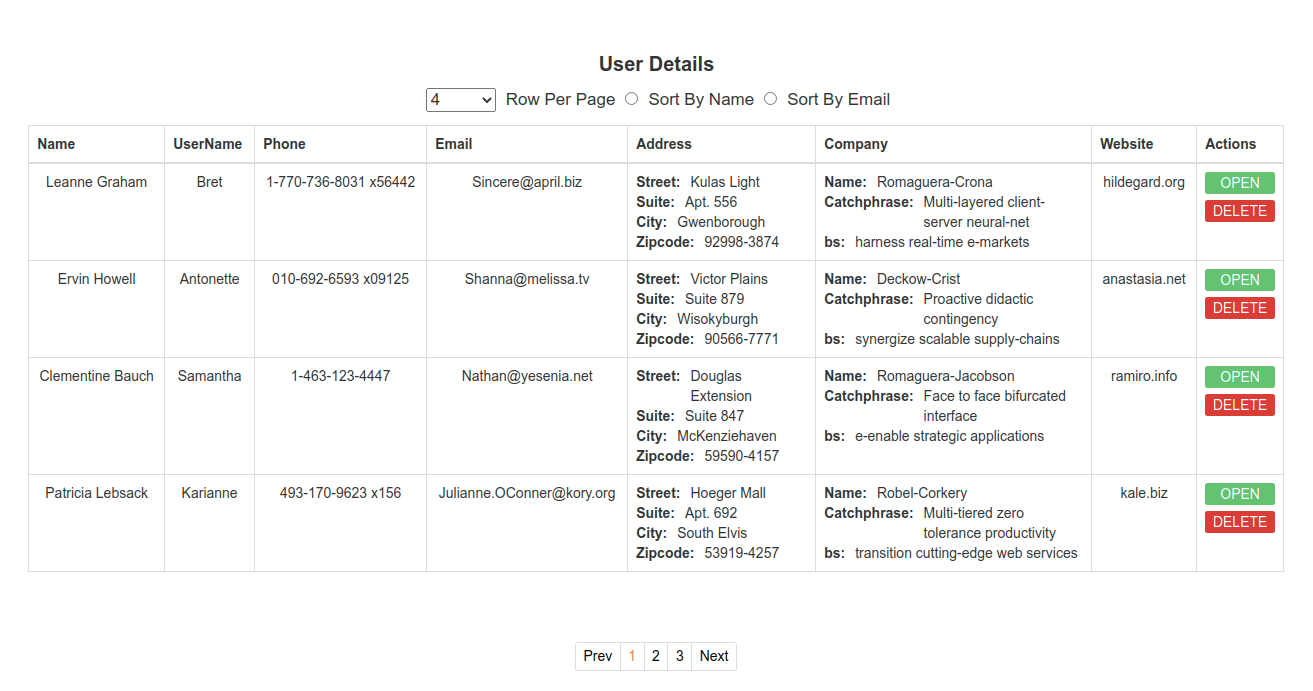 User Details
4 Row Per Page Sort By Name Sort By Email
Name UserName Phone Email Address Company Website Actions
Leanne Graham Bret 1-770-736-8031 x56442 Sincere@april.biz Street: Kulas Light Name: Romaguera-Crona hildegard.org OPEN
Suite: Apt. 556 Catchphrase: Multi-layered client-
DELETE
City: Gwenborough server neural-net
Zipcode: 92998-3874 bs: harness real-time e-markets
Ervin Howell Antonette 010-692-6593 x09125 Shanna@melissa.tv Street: Victor Plains Name: Deckow-Crist anastasia.net OPEN
Suite: Suite 879 Catchphrase: Proactive didactic
DELETE
City: Wisokyburgh contingency
Zipcode: 90566-7771 bs: synergize scalable supply-chains
Clementine Bauch Samantha 1-463-123-4447 Nathan@yesenia.net Street: Douglas Name: Romaguera-Jacobson ramiro.info OPEN
Extension Catchphrase: Face to face bifurcated
DELETE
Suite: Suite 847 interface
City: McKenziehaven bs: e-enable strategic applications
Zipcode: 59590-4157
Patricia Lebsack Karianne 493-170-9623 x156 Julianne.OConner@kory.org Street: Hoeger Mall Name: Robel-Corkery kale.biz OPEN
Suite: Apt. 692 Catchphrase: Multi-tiered zero
DELETE
City: South Elvis tolerance productivity
Zipcode: 53919-4257 bs: transition cutting-edge web services
Prev 1 2 3 Next